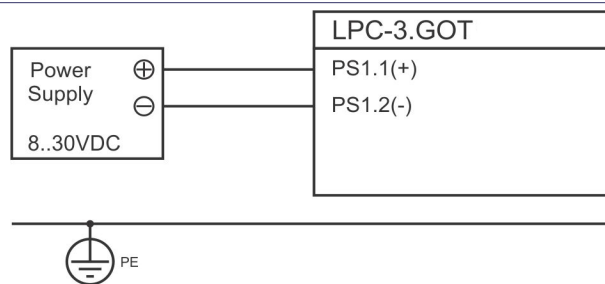 LPC-3.GOT
Power
Supply
8..30VDC
PS1.1(+)
PS1.2(-)
PE